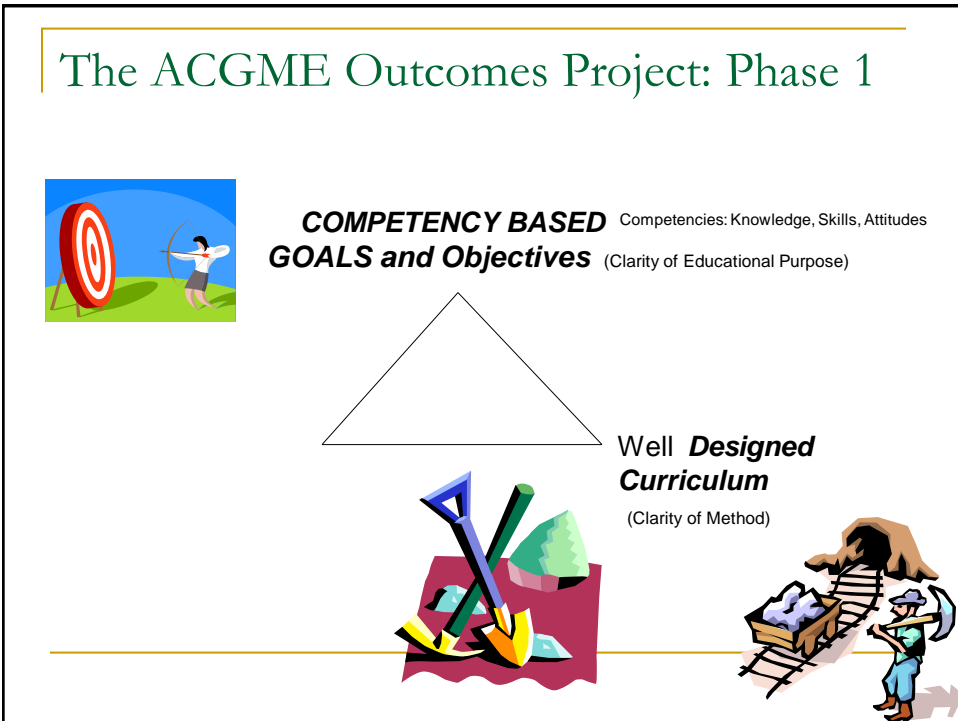 The ACGME Outcomes Project: Phase 1
COMPETENCY BASED Competencies: Knowledge, Skills, Attitudes
GOALS and Objectives (Clarity of Educational Purpose)
Well Designed
Curriculum
(Clarity of Method)